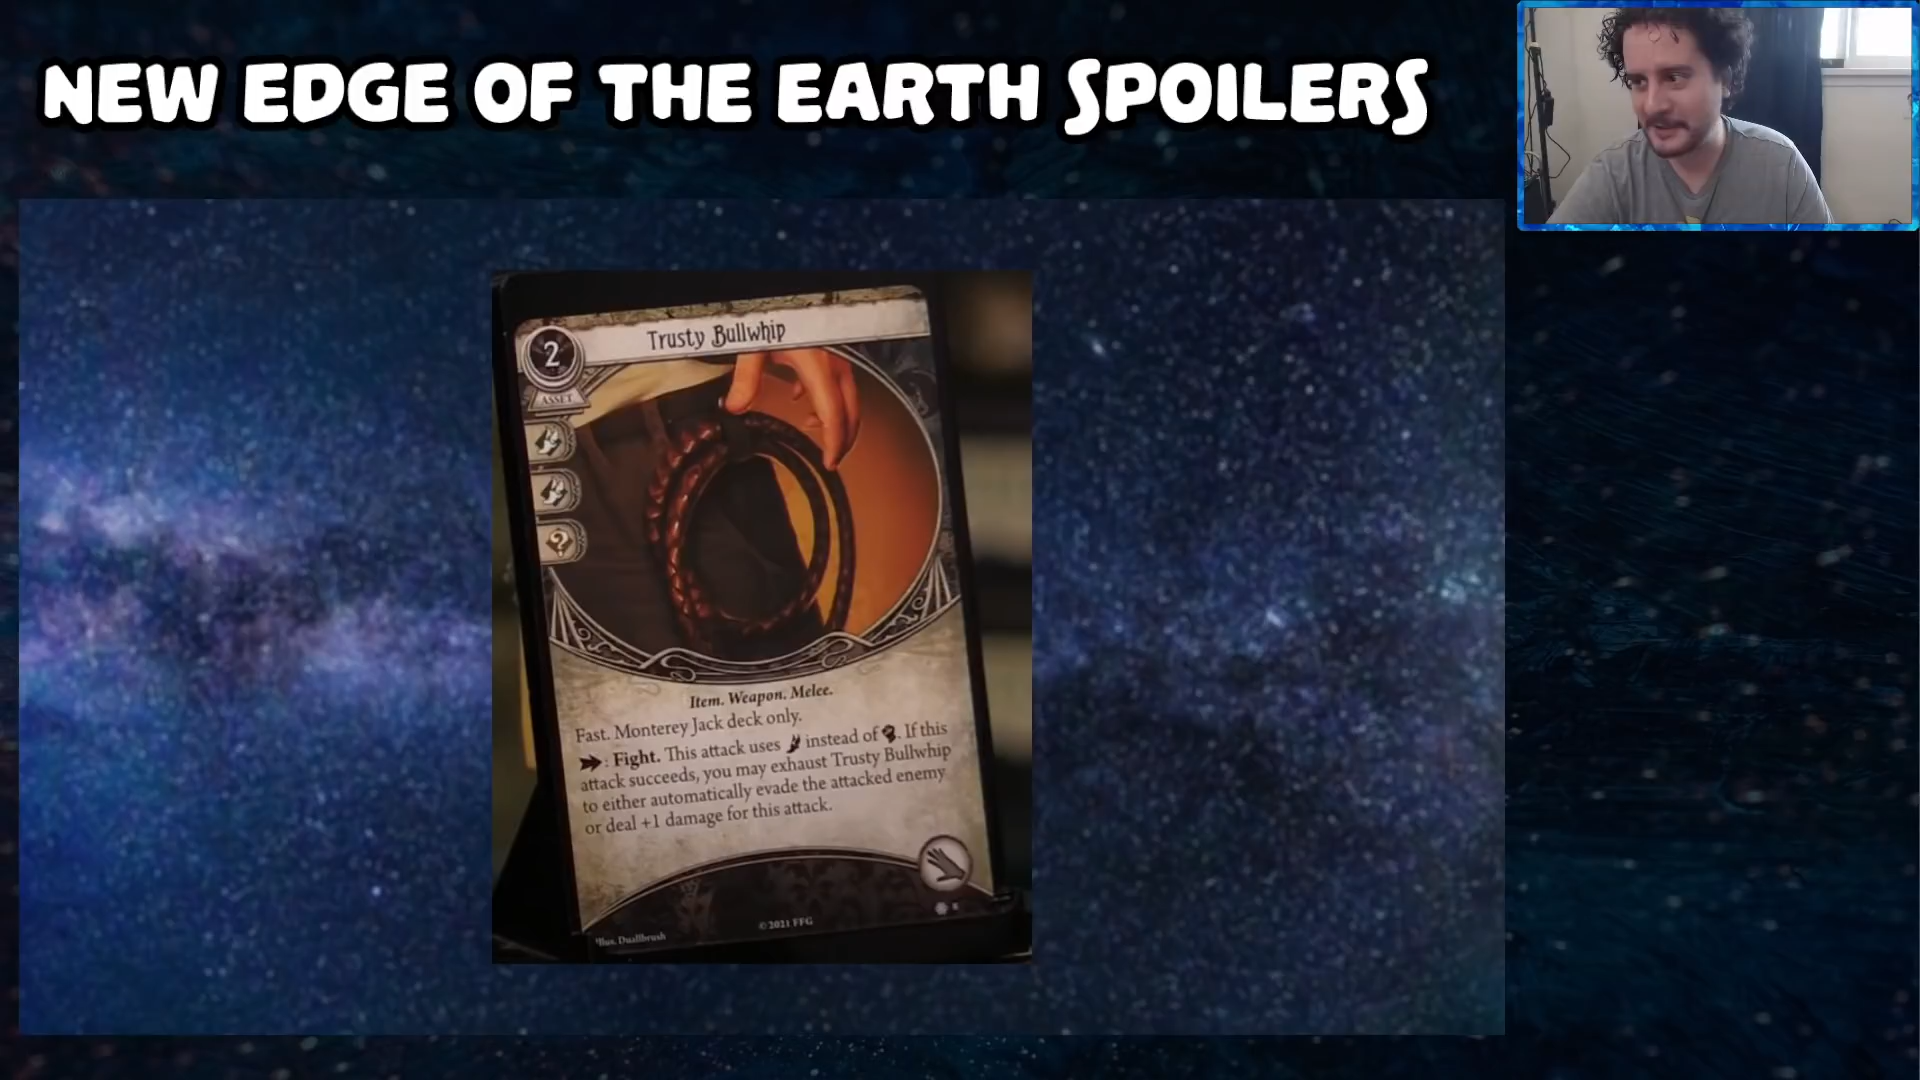 NEW EDGE OF THE EARTH SPOILERS
Trusty Bullwhip
2
ASSET
?
Item. Weapon. Melee.
Fast. Monterey Jack deck only.
: Fight. This attack uses instead of . If this
attack succeeds, you may exhaust Trusty Bullwhip
to either automatically evade the attacked enemy
or deal +1 damage for this attack.
Illus. Dualbrush
©2021 FFG